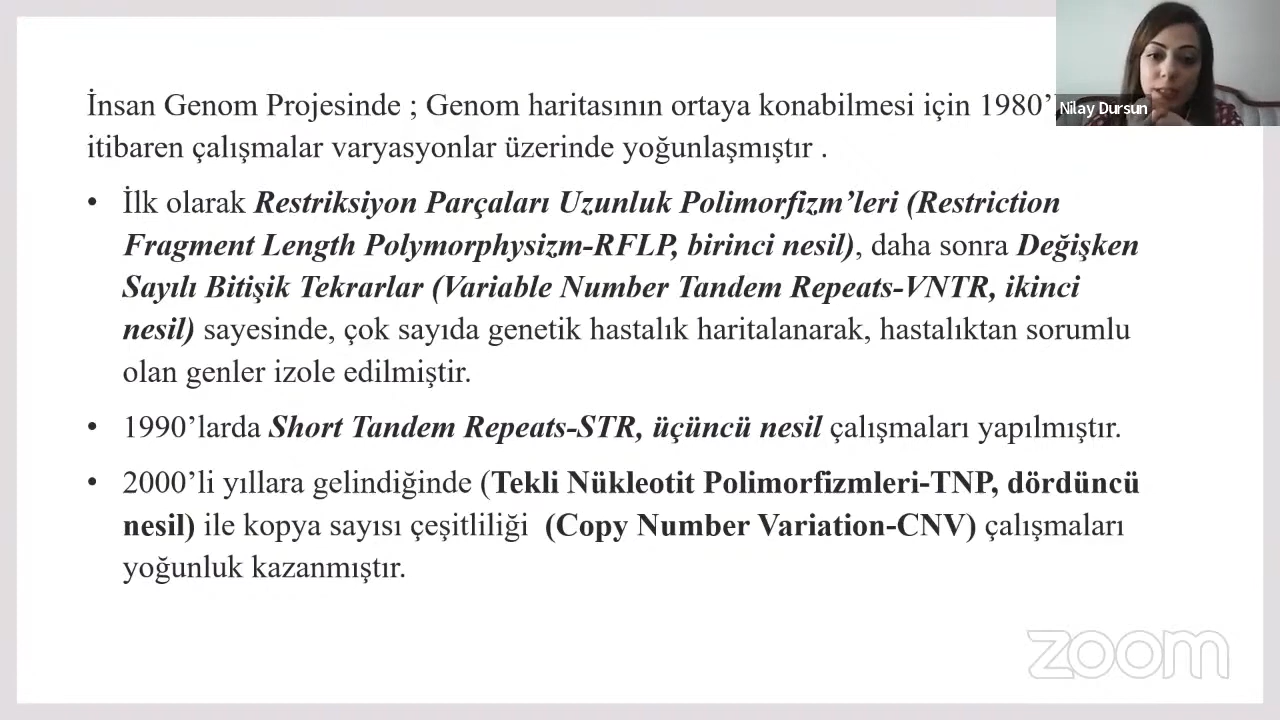 İnsan Genom Projesinde ; Genom haritasının ortaya konabilmesi için 1980’
itibaren çalışmalar varyasyonlar üzerinde yoğunlaşmıştır .
• İlk olarak Restriksiyon Parçaları Uzunluk Polimorfizm’leri (Restriction
Fragment Length Polymorphysizm-RFLP, birinci nesil), daha sonra Değişken
Sayılı Bitişik Tekrarlar (Variable Number Tandem Repeats-VNTR, ikinci
nesil) sayesinde, çok sayıda genetik hastalık haritalanarak, hastalıktan sorumlu
olan genler izole edilmiştir.
• 1990’larda Short Tandem Repeats-STR, üçüncü nesil çalışmaları yapılmıştır.
• 2000’li yıllara gelindiğinde (Tekli Nükleotit Polimorfizmleri-TNP, dördüncü
nesil) ile kopya sayısı çeşitliliği (Copy Number Variation-CNV) çalışmaları
yoğunluk kazanmıştır.
Nilay Dursun
zoom